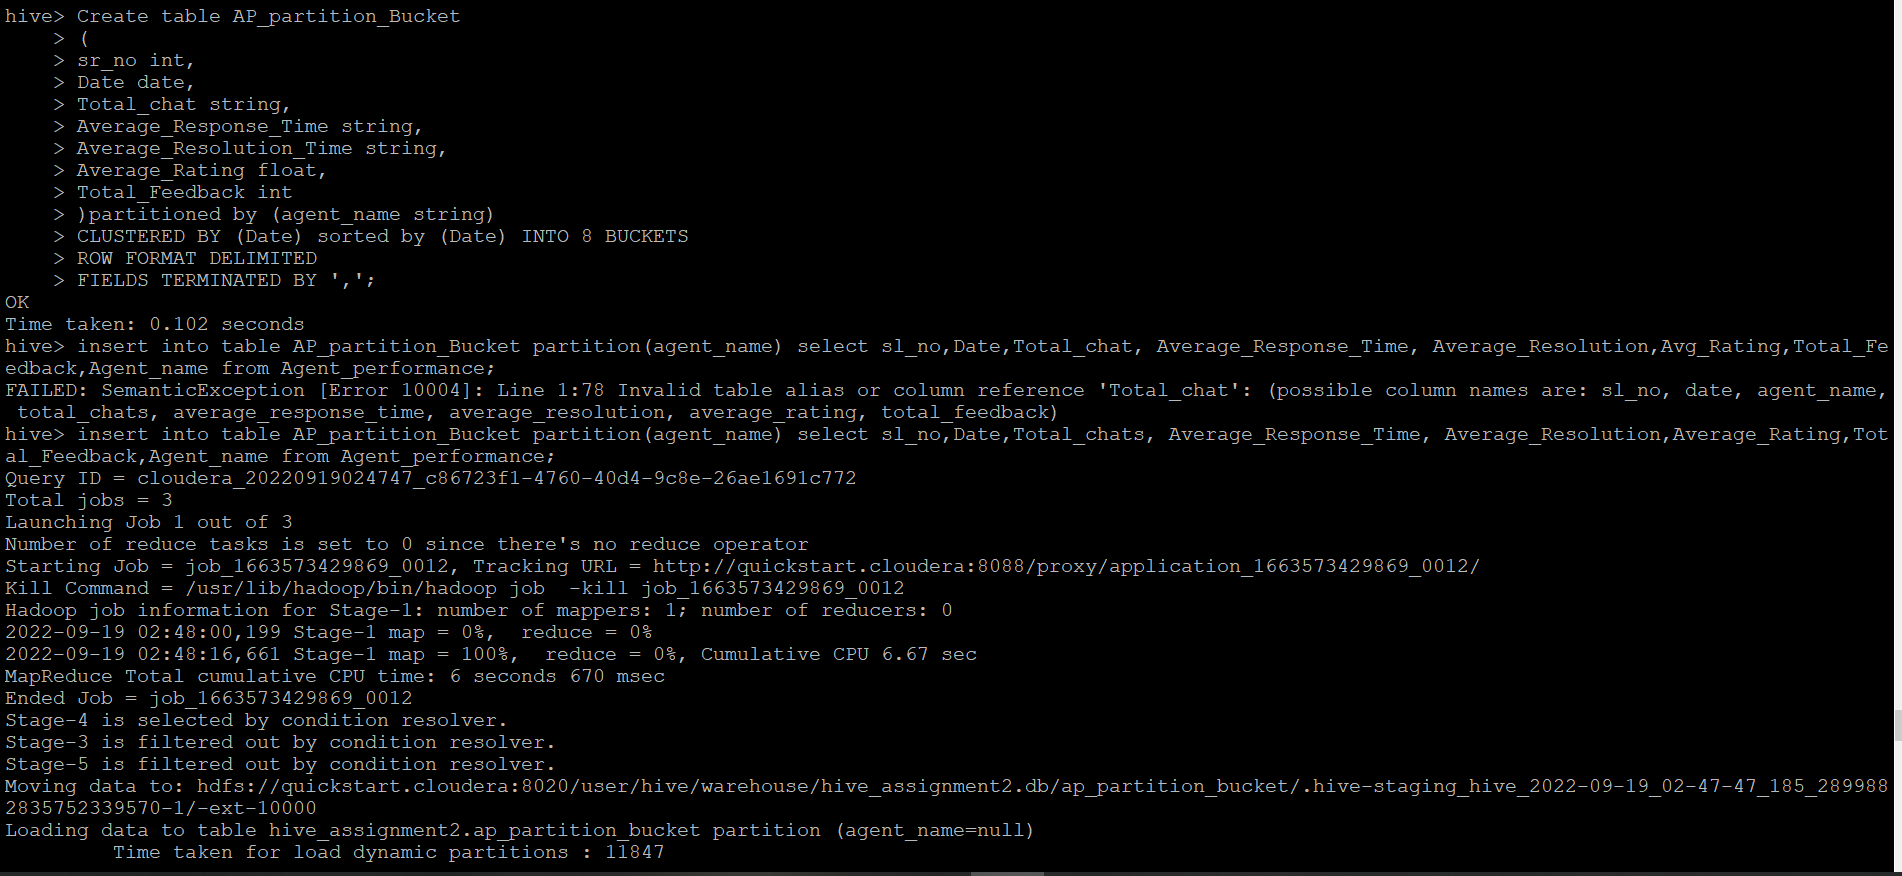 hive> Create table AP_partition_Bucket
    > (
    > sr_no int,
    > Date date,
    > Total_chat string,
    > Average_Response_Time string,
    > Average_Resolution_Time string,
    > Average_Rating float,
    > Total_Feedback int
    > )partitioned by (agent_name string)
    > CLUSTERED BY (Date) sorted by (Date) INTO 8 BUCKETS
    > ROW FORMAT DELIMITED
    > FIELDS TERMINATED BY ',';
OK
Time taken: 0.102 seconds
hive> insert into table AP_partition_Bucket partition(agent_name) select sl_no,Date,Total_chat, Average_Response_Time, Average_Resolution,Avg_Rating,Total_Fe
edback,Agent_name from Agent_performance;
FAILED: SemanticException [Error 10004]: Line 1:78 Invalid table alias or column reference 'Total_chat': (possible column names are: sl_no, date, agent_name,
 total_chats, average_response_time, average_resolution, average_rating, total_feedback)
hive> insert into table AP_partition_Bucket partition(agent_name) select sl_no,Date,Total_chats, Average_Response_Time, Average_Resolution,Average_Rating,Tot
al_Feedback,Agent_name from Agent_performance;
Query ID = cloudera_20220919024747_c86723f1-4760-40d4-9c8e-26ae1691c772
Total jobs = 3
Launching Job 1 out of 3
Number of reduce tasks is set to 0 since there's no reduce operator
Starting Job = job_1663573429869_0012, Tracking URL = http://quickstart.cloudera:8088/proxy/application_1663573429869_0012/
Kill Command = /usr/lib/hadoop/bin/hadoop job  -kill job_1663573429869_0012
Hadoop job information for Stage-1: number of mappers: 1; number of reducers: 0
2022-09-19 02:48:00,199 Stage-1 map = 0%,  reduce = 0%
2022-09-19 02:48:16,661 Stage-1 map = 100%,  reduce = 0%, Cumulative CPU 6.67 sec
MapReduce Total cumulative CPU time: 6 seconds 670 msec
Ended Job = job_1663573429869_0012
Stage-4 is selected by condition resolver.
Stage-3 is filtered out by condition resolver.
Stage-5 is filtered out by condition resolver.
Moving data to: hdfs://quickstart.cloudera:8020/user/hive/warehouse/hive_assignment2.db/ap_partition_bucket/.hive-staging_hive_2022-09-19_02-47-47_185_289988
2835752339570-1/-ext-10000
Loading data to table hive_assignment2.ap_partition_bucket partition (agent_name=null)
         Time taken for load dynamic partitions : 11847